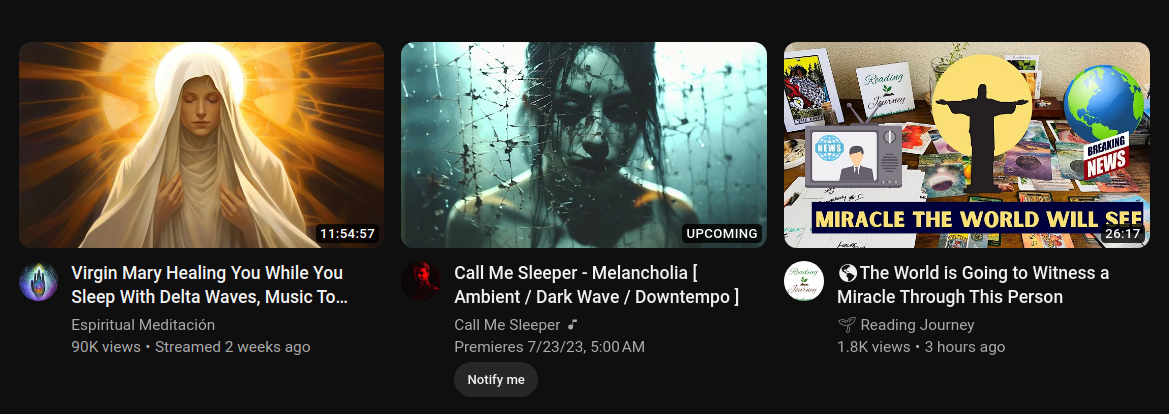 11:54:57
Virgin Mary Healing You While You
Sleep With Delta Waves, Music To...
Espiritual Meditación
90K views • Streamed 2 weeks ago
UPCOMING
Call Me Sleeper - Melancholia [
Ambient / Dark Wave / Downtempo ]
Call Me Sleeper
Premieres 7/23/23, 5:00 AM
Notify me
Reading
Journey
NEWS
BREAKING
NEWS
MIRACLE THE WORLD WILL SEE
26:17
Reading
Journey
🌎The World is Going to Witness a
Miracle Through This Person
Reading Journey
1.8K views • 3 hours ago